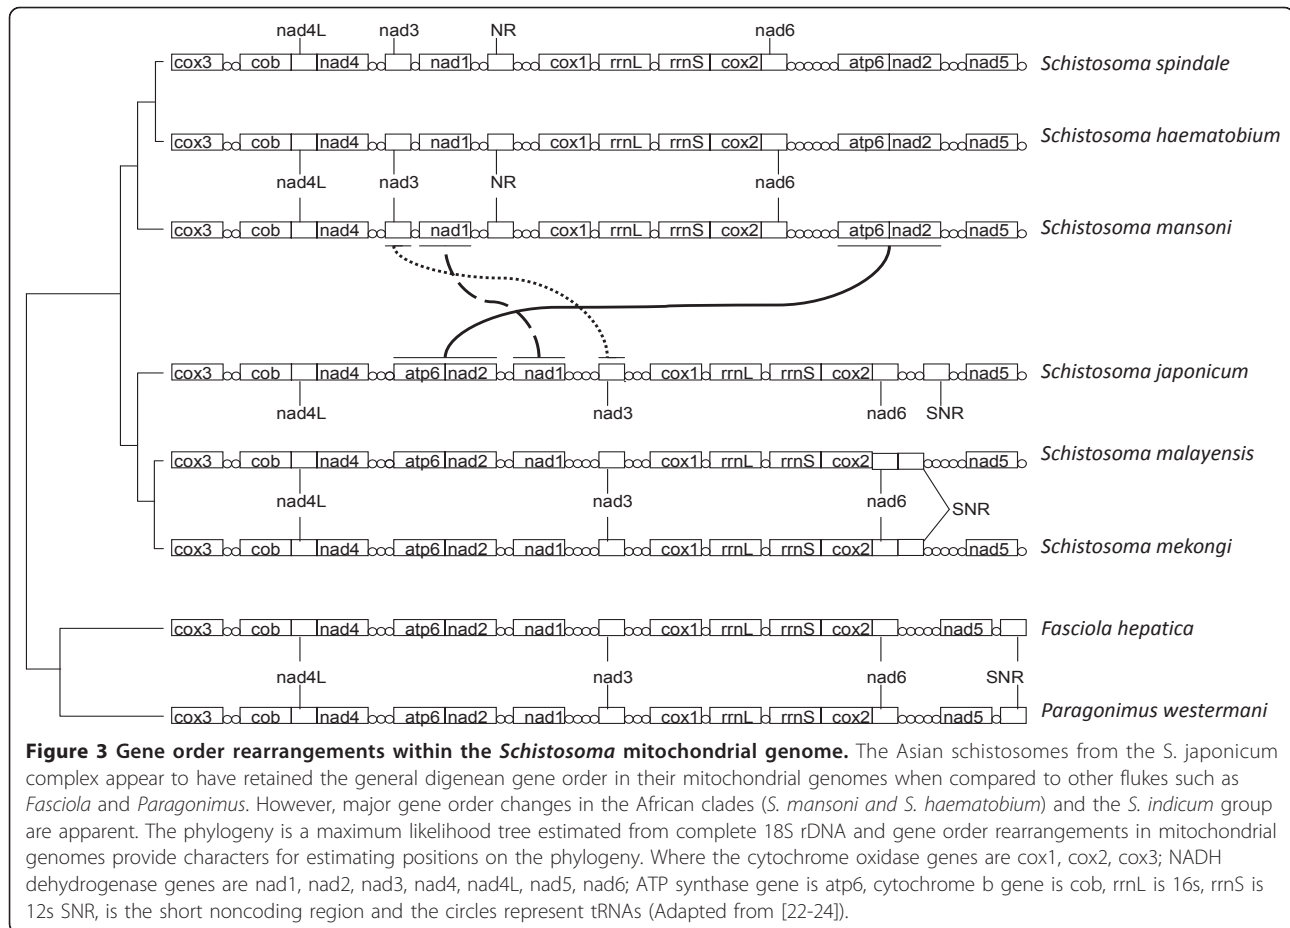 nad4L nad3 NR nad6
cox3 cob nad4 nad1 cox1 rrnL rrnS cox2 atp6 nad2 nad5 Schistosoma spindale
cox3 cob nad4 nad1 cox1 rrnL rrnS cox2 atp6 nad2 nad5 Schistosoma haematobium
nad4L nad3 NR nad6
cox3 cob nad4 nad1 cox1 rrnL rrnS cox2 atp6 nad2 nad5 Schistosoma mansoni
cox3 cob nad4 atp6 nad2 nad1 cox1 rrnL rrnS cox2 nad5 Schistosoma japonicum
nad4L nad3 nad6 SNR
cox3 cob nad4 atp6 nad2 nad1 cox1 rrnL rrnS cox2 nad5 Schistosoma malayensis
nad4L nad3 nad6 SNR
cox3 cob nad4 atp6 nad2 nad1 cox1 rrnL rrnS cox2 nad5 Schistosoma mekongi
cox3 cob nad4 atp6 nad2 nad1 cox1 rrnL rrnS cox2 nad5 Fasciola hepatica
nad4L nad3 nad6 SNR
cox3 cob nad4 atp6 nad2 nad1 cox1 rrnL rrnS cox2 nad5 Paragonimus westermani
Figure 3 Gene order rearrangements within the Schistosoma mitochondrial genome. The Asian schistosomes from the S. japonicum
complex appear to have retained the general digenean gene order in their mitochondrial genomes when compared to other flukes such as
Fasciola and Paragonimus. However, major gene order changes in the African clades (S. mansoni and S. haematobium) and the S. indicum group
are apparent. The phylogeny is a maximum likelihood tree estimated from complete 18S rDNA and gene order rearrangements in mitochondrial
genomes provide characters for estimating positions on the phylogeny. Where the cytochrome oxidase genes are cox1, cox2, cox3; NADH
dehydrogenase genes are nad1, nad2, nad3, nad4, nad4L, nad5, nad6; ATP synthase gene is atp6, cytochrome b gene is cob, rrnL is 16s, rrnS is
12s SNR, is the short noncoding region and the circles represent tRNAs (Adapted from [22-24]).